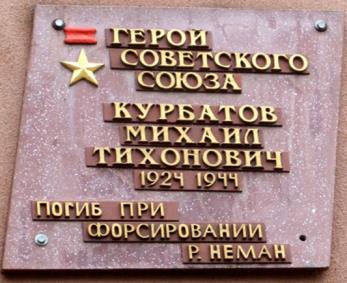 ГЕРОЙ
СОВЕТСКОГО
СОЮЗА
КУРБАТОВ
МИХАИЛ
ТИХОНОВИЧ
1924 1944
ПОГИБ ПРИ
ФОРСИРОВАНИИ
Р. НЕМАН